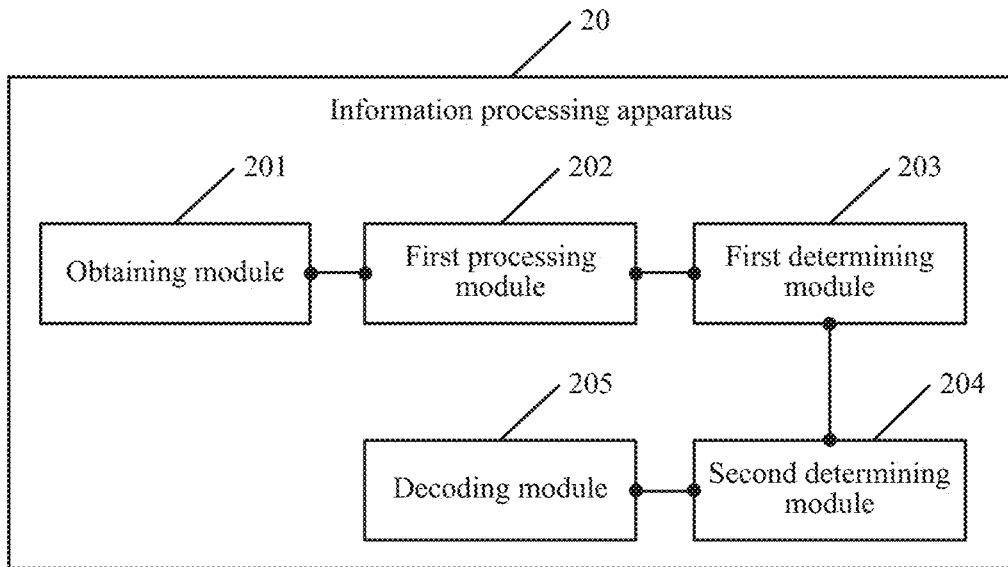 20
Information processing apparatus
201
202
203
Obtaining module
First processing
module
First determining
module
205
204
Decoding module
Second determining
module